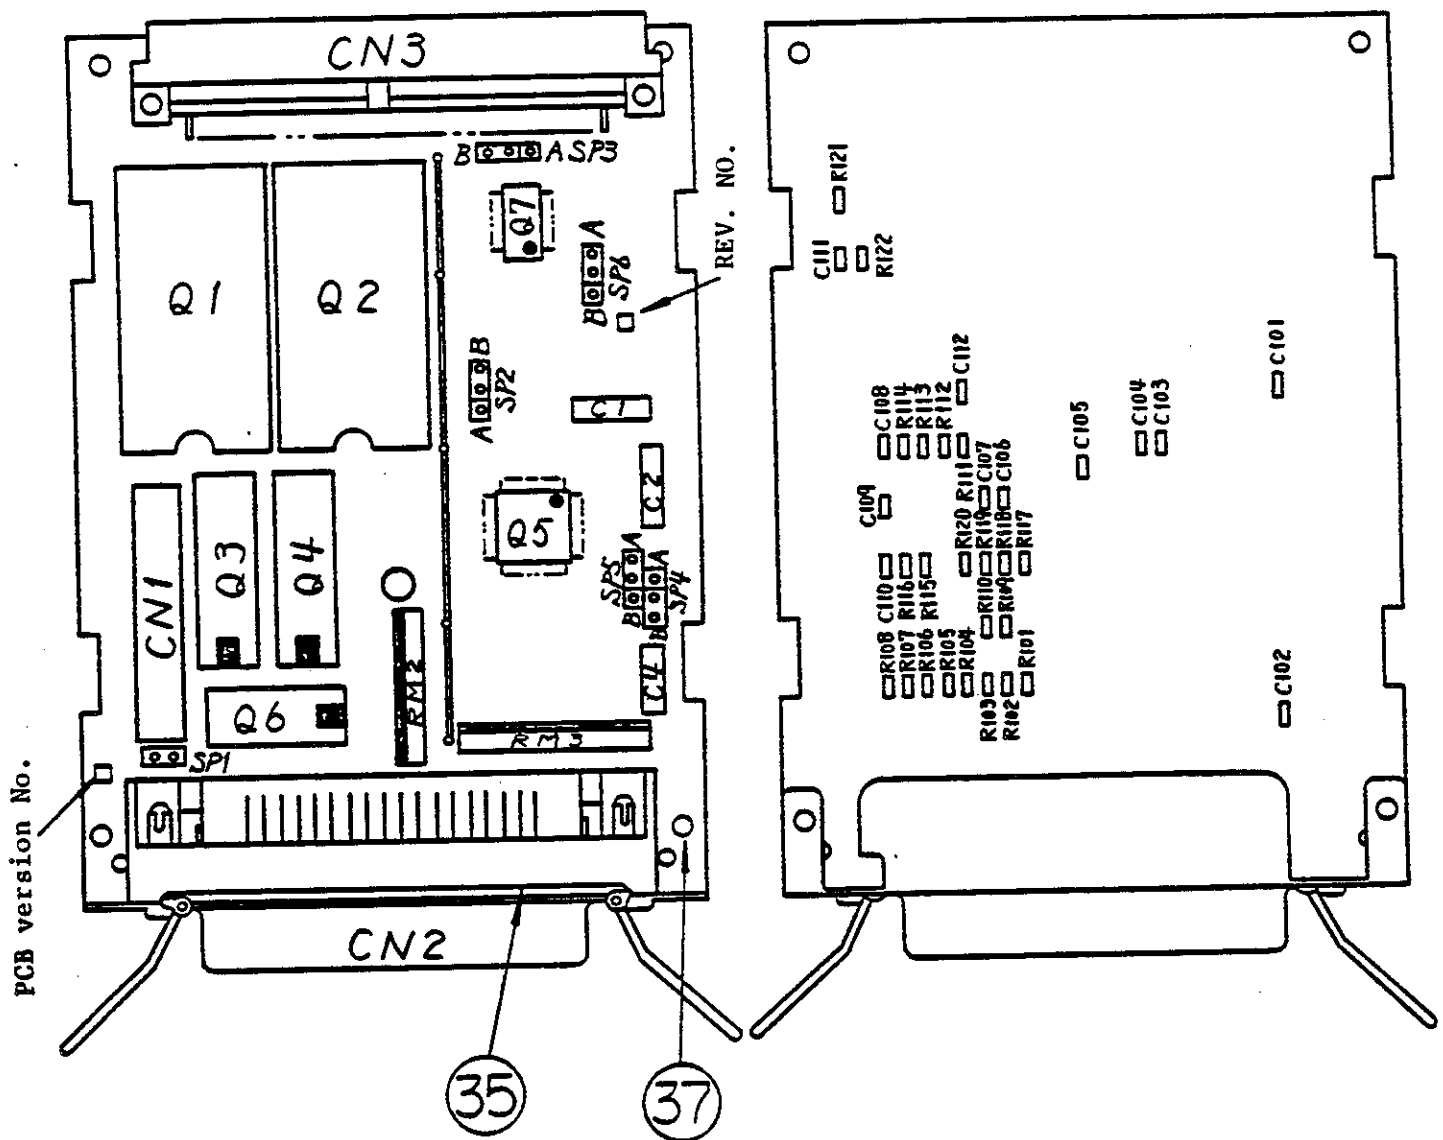 CN3
B
A SP3
Q7
REV. NO.
Q1
Q2
B SP6 A
A SP2 B
C1
C2
Q5
CN1
Q3
Q4
SP5
B A
B A
SP4
C4
RM2
RM3
Q6
SP1
PCB version No.
CN2
35
37
R121
C111
R122
C112
C108
R114
R113
R112
C101
C105
C104
C103
C109
R111
C107
C106
R120
R119
R118
R117
C110
R116
R115
R110
R109
R108
R107
R106
R105
R104
R103
R102
R101
C102